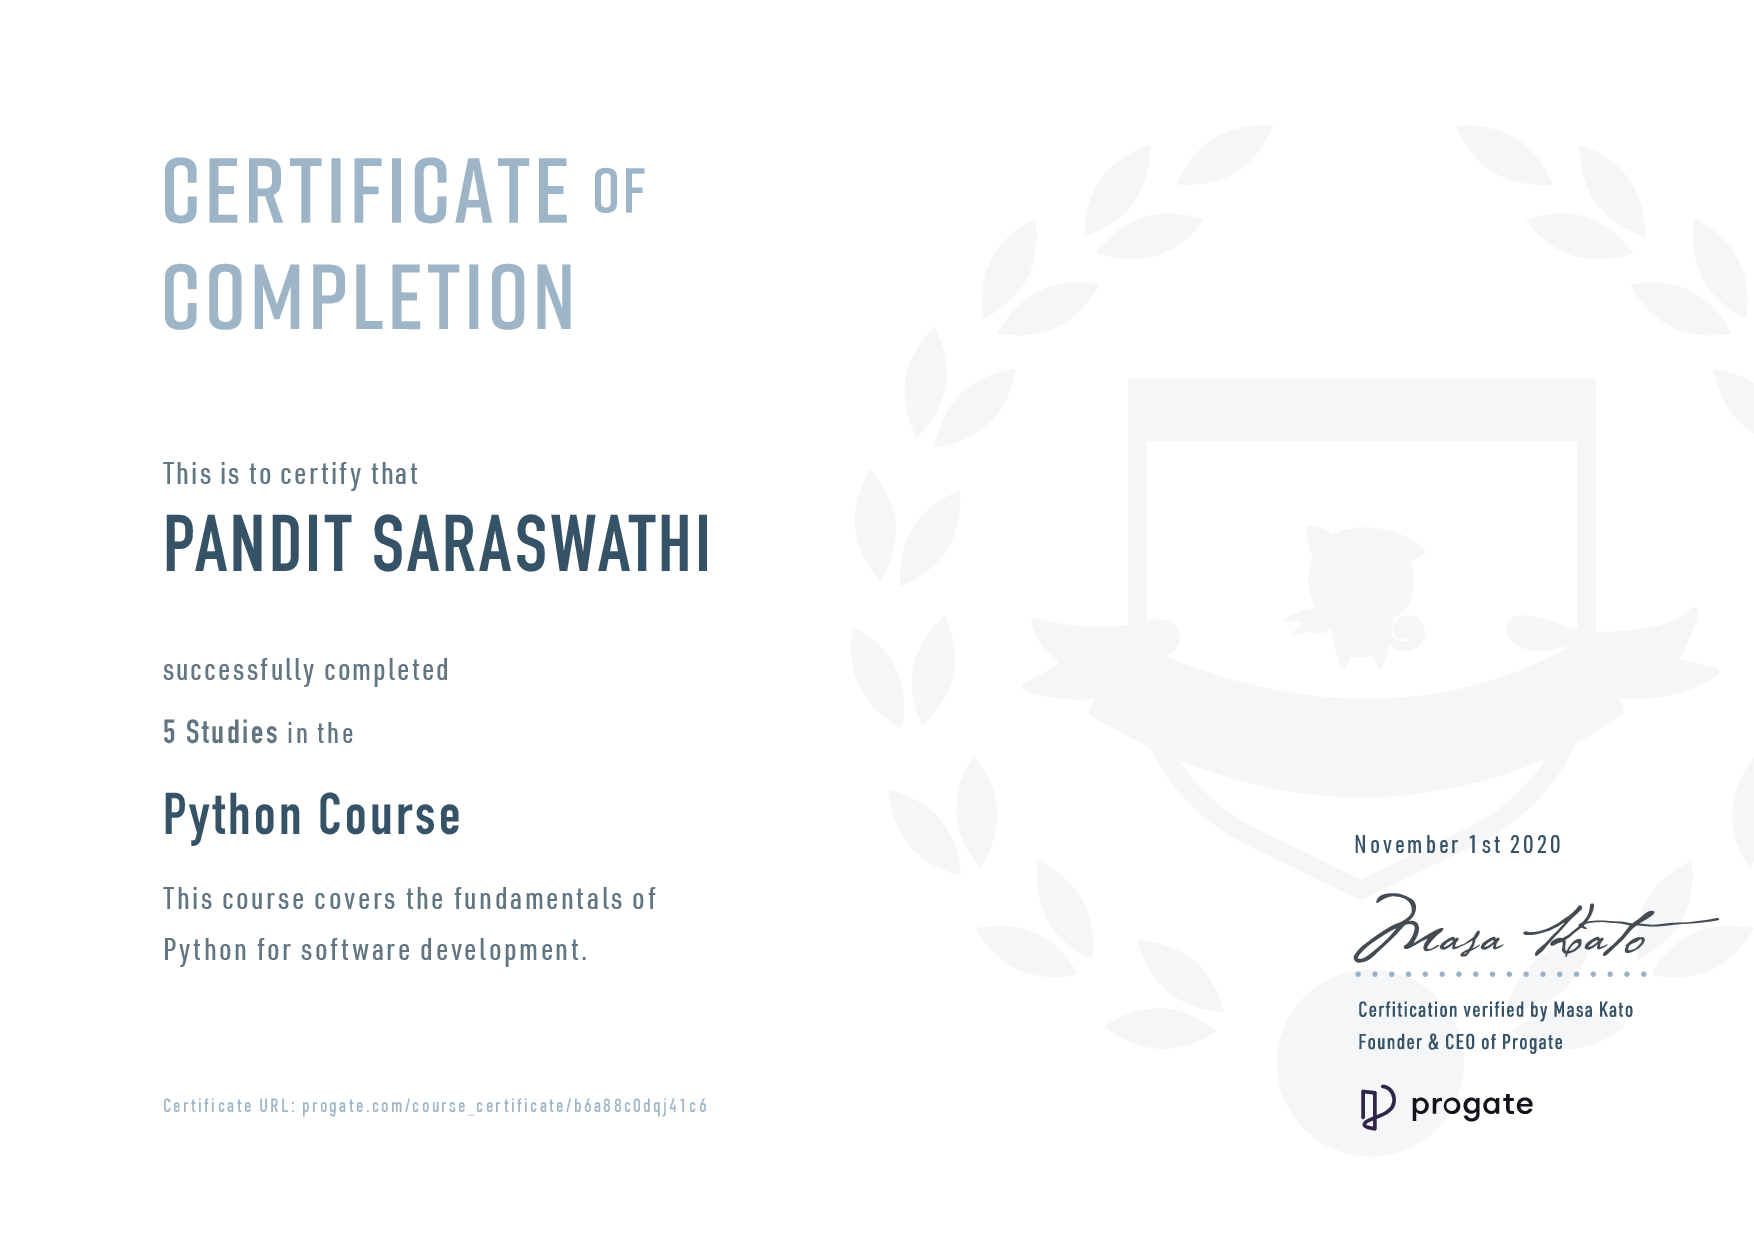 CERTIFICATE OF
COMPLETION
This is to certify that
PANDIT SARASWATHI
successfully completed
5 Studies in the
Python Course
This course covers the fundamentals of
Python for software development.
Certificate URL: progate.com/course_certificate/b6a88c0dqj41c6
November 1st 2020
Masa Kato
Cerfitication verified by Masa Kato
Founder & CEO of Progate
progate